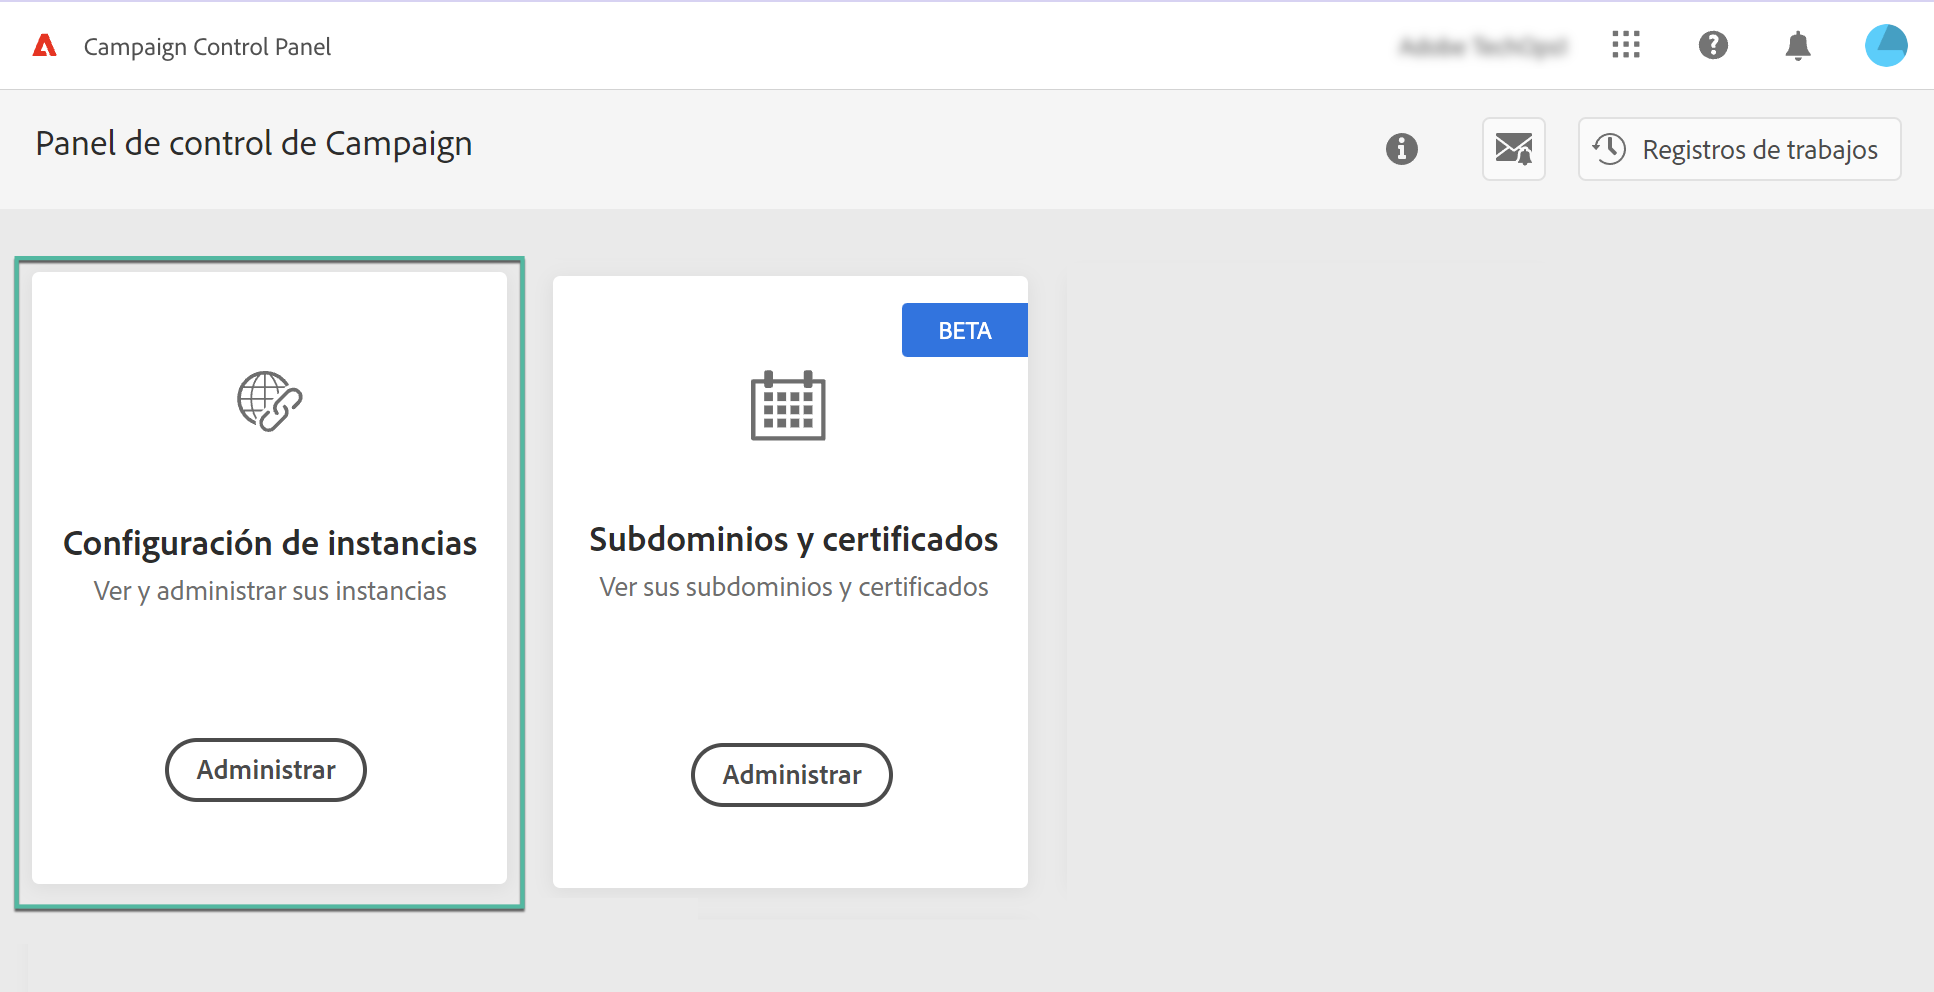 Campaign Control Panel
Panel de control de Campaign
Registros de trabajos
BETA
Configuración de instancias
Ver y administrar sus instancias
Administrar
Subdominios y certificados
Ver sus subdominios y certificados
Administrar